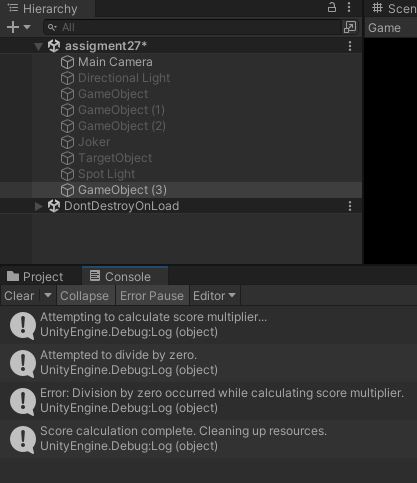 Hierarchy
All
assigment27*
Main Camera
Directional Light
GameObject
GameObject (1)
GameObject (2)
Joker
TargetObject
Spot Light
GameObject (3)
DontDestroyOnLoad
Scen
Game
Project
Console
Clear
Collapse
Error Pause
Editor
Attempting to calculate score multiplier...
UnityEngine.Debug:Log (object)
Attempted to divide by zero.
UnityEngine.Debug:Log (object)
Error: Division by zero occurred while calculating score multiplier.
UnityEngine.Debug:Log (object)
Score calculation complete. Cleaning up resources.
UnityEngine.Debug:Log (object)